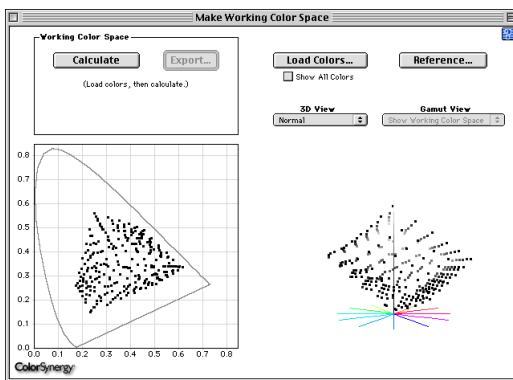 Make Working Color Space
Working Color Space
Calculate
Export...
(Load colors, then calculate.)
Load Colors...
Reference...
Show All Colors
3D View
Gamut View
Normal
Show Working Color Space
0.8
0.7
0.6
0.5
0.4
0.3
0.2
0.1
0.0
0.0 0.1 0.2 0.3 0.4 0.5 0.6 0.7 0.8
ColorSynergy™